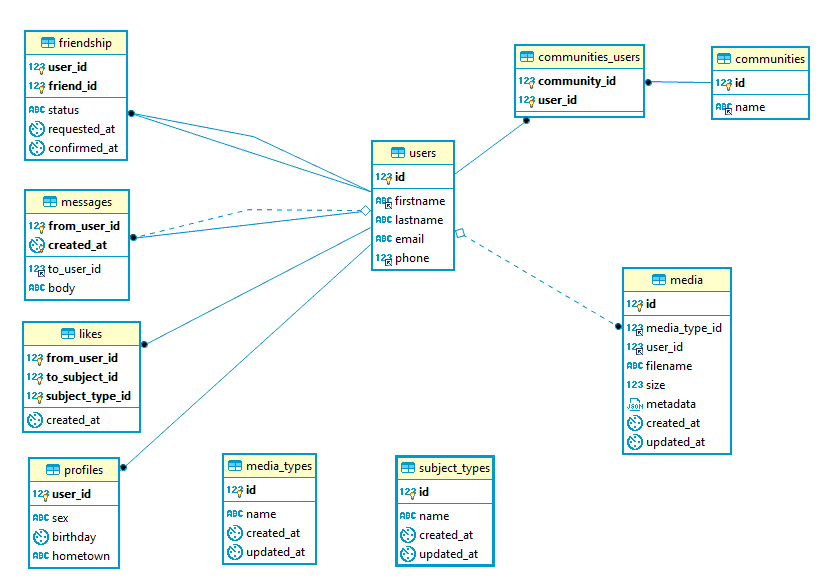 friendship
123 user_id
123 friend_id
ABC status
requested_at
confirmed_at
messages
123 from_user_id
created_at
123 to_user_id
ABC body
likes
123 from_user_id
123 to_subject_id
123 subject_type_id
created_at
profiles
123 user_id
ABC sex
birthday
ABC hometown
users
123 id
ABC firstname
ABC lastname
ABC email
123 phone
communities_users
123 community_id
123 user_id
communities
123 id
ABC name
media
123 id
123 media_type_id
123 user_id
ABC filename
123 size
JSON metadata
created_at
updated_at
media_types
123 id
ABC name
created_at
updated_at
subject_types
123 id
ABC name
created_at
updated_at